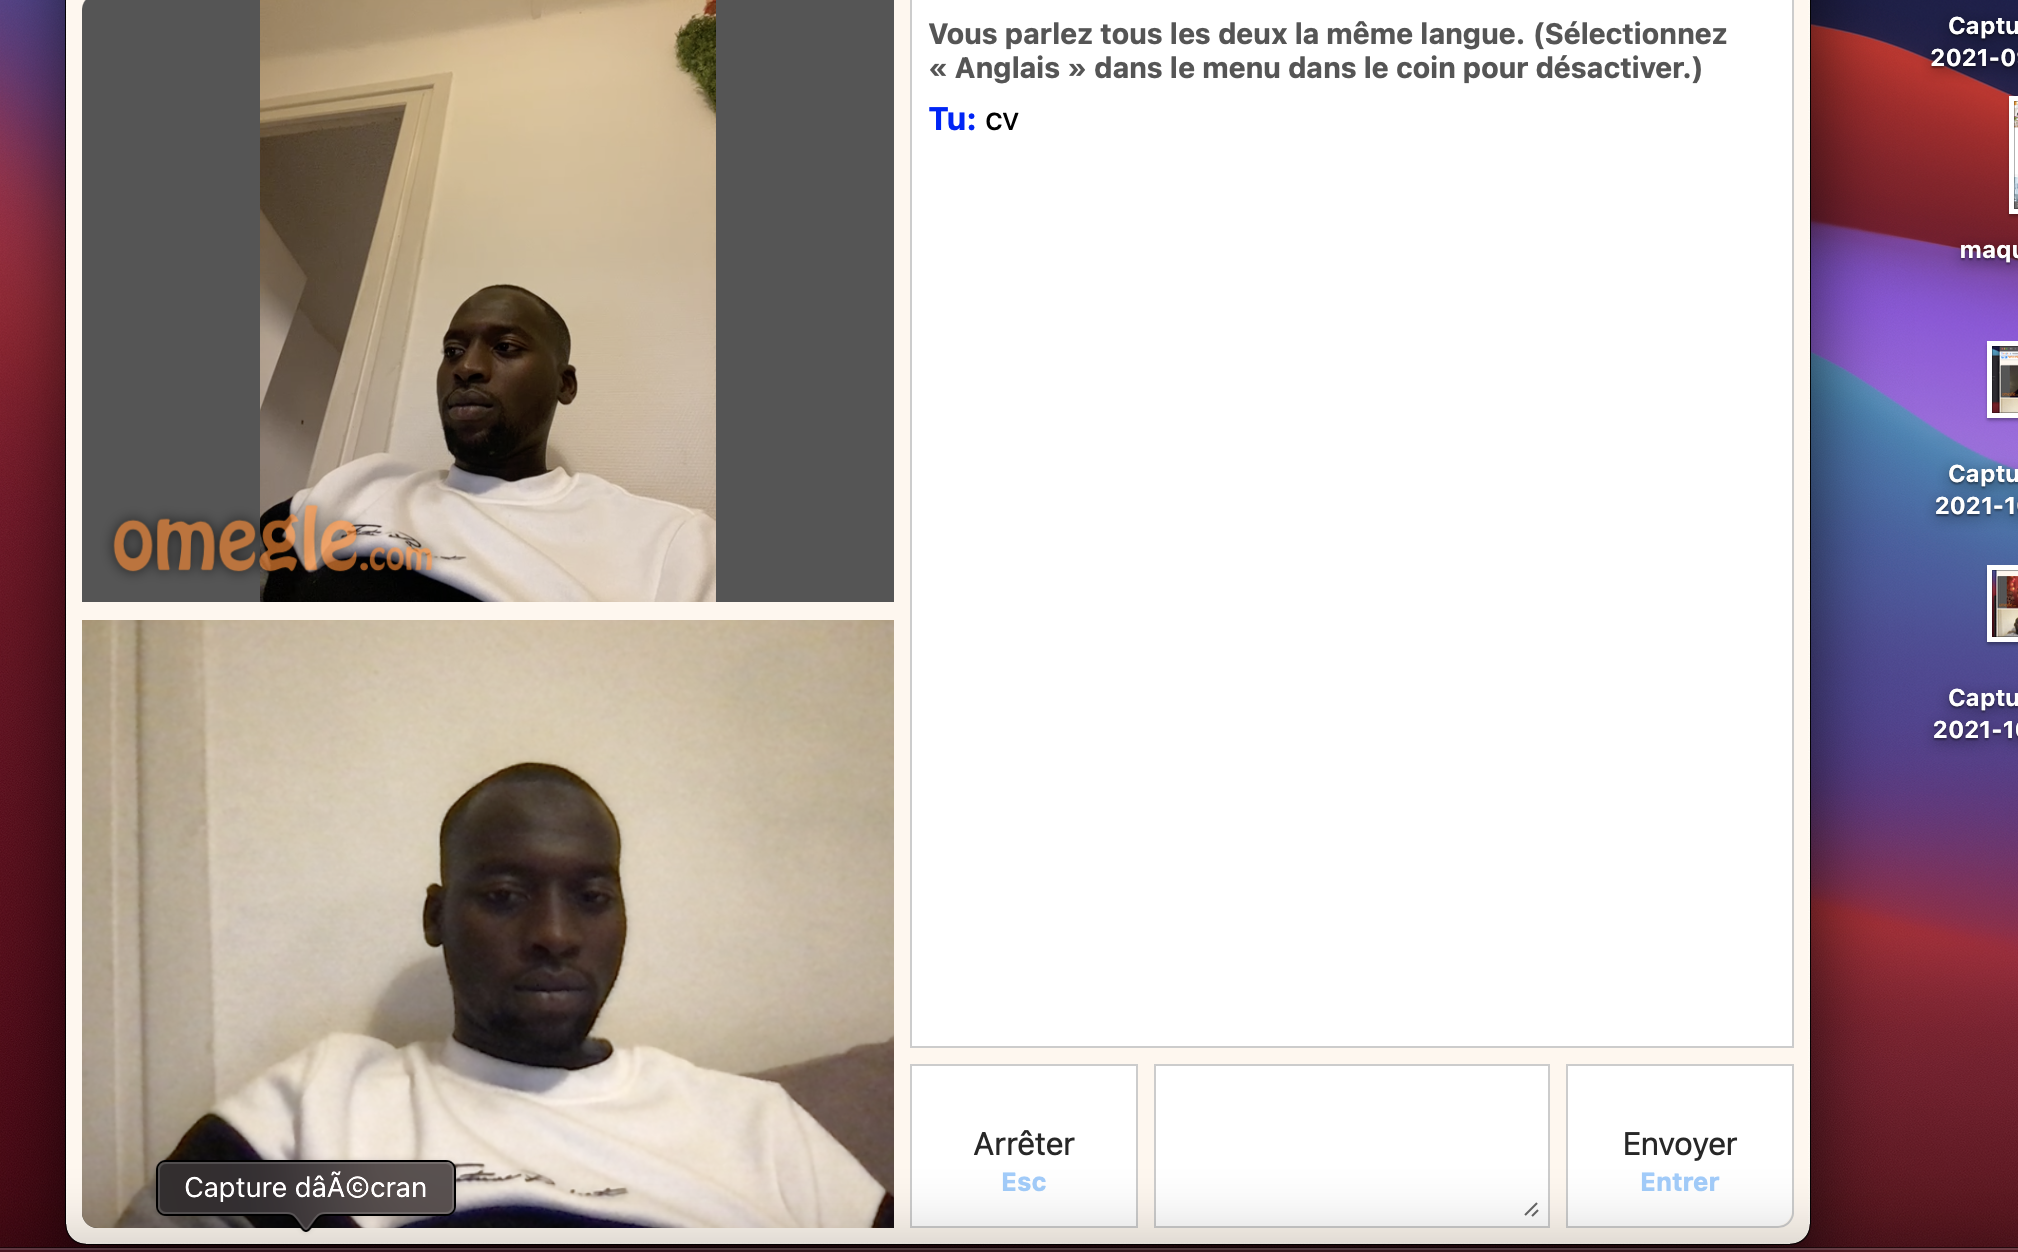 Vous parlez tous les deux la même langue. (Sélectionnez
« Anglais » dans le menu dans le coin pour désactiver.)
Tu: cv
omegle.com
Arrêter
Esc
Envoyer
Entrer
Capture dâÃ©cran
Captu
2021-0
maqu
Captu
2021-1
Captu
2021-10